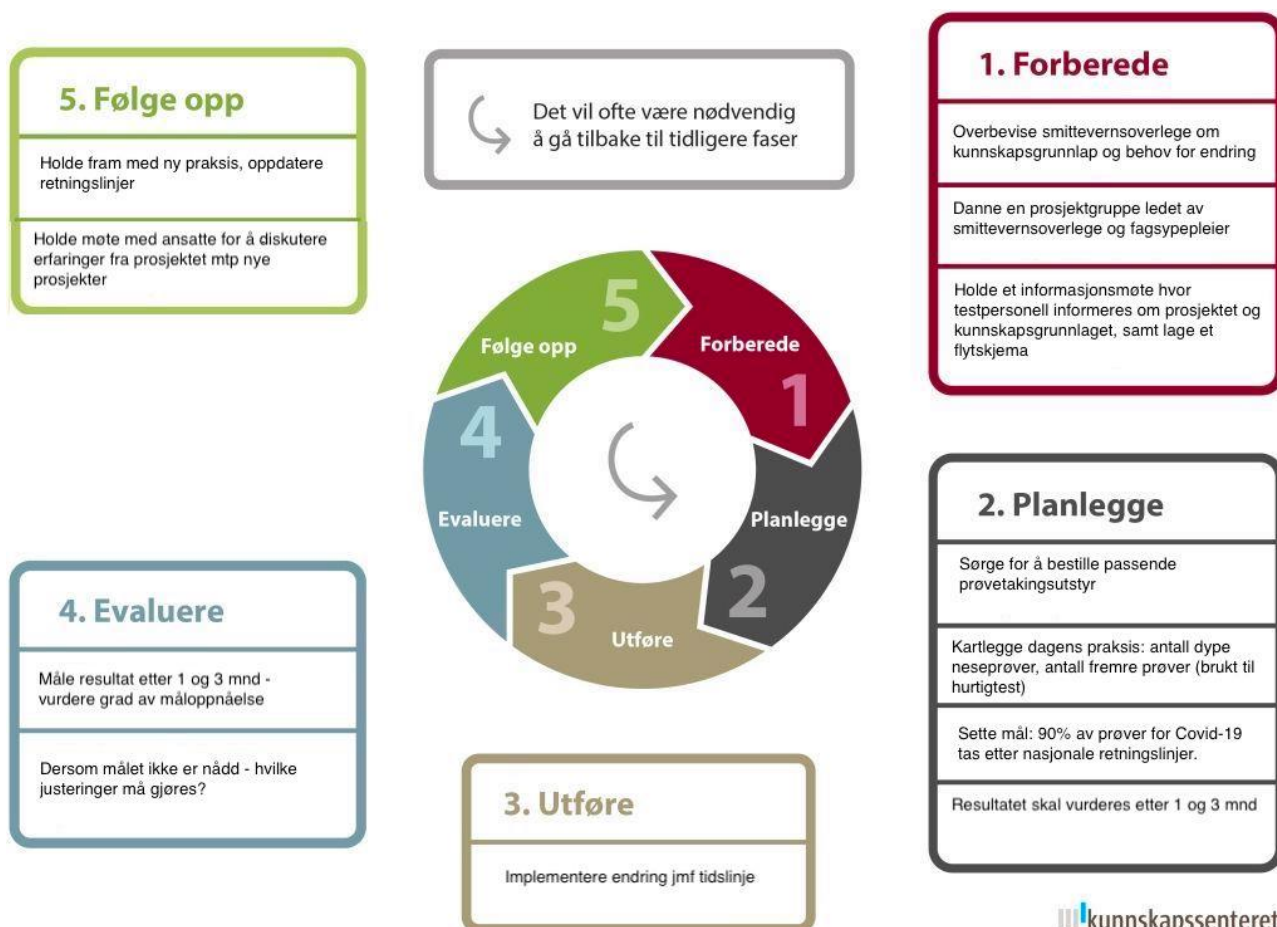 5. Følge opp
Holde fram med ny praksis, oppdatere
retningslinjer
Holde møte med ansatte for å diskutere
erfaringer fra prosjektet mtp nye
prosjekter
Det vil ofte være nødvendig
å gå tilbake til tidligere faser
1. Forberede
Overbevise smittevernsoverlege om
kunnskapsgrunnlap og behov for endring
Danne en prosjektgruppe ledet av
smittevernsoverlege og fagsypepleier
Holde et informasjonsmøte hvor
testpersonell informeres om prosjektet og
kunnskapsgrunnlaget, samt lage et
flytskjema
5
Følge opp
Forberede
1
4
Evaluere
Planlegge
2
3
Utføre
2. Planlegge
Sørge for å bestille passende
prøvetakingsutstyr
Kartlegge dagens praksis: antall dype
neseprøver, antall fremre prøver (brukt til
hurtigtest)
Sette mål: 90% av prøver for Covid-19
tas etter nasjonale retningslinjer.
Resultatet skal vurderes etter 1 og 3 mnd
4. Evaluere
Måle resultat etter 1 og 3 mnd -
vurdere grad av måloppnåelse
Dersom målet ikke er nådd - hvilke
justeringer må gjøres?
3. Utføre
Implementere endring jmf tidslinje
kunnskapssenteret